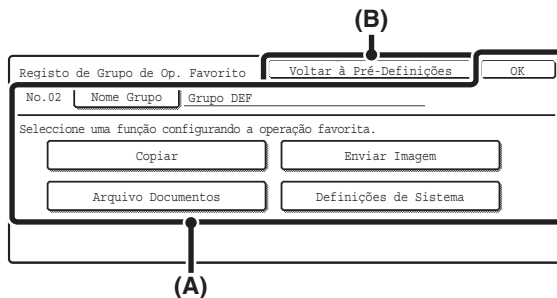 (B)
Registo de Grupo de Op. Favorito Voltar à Pré-Definições OK
No.02 Nome Grupo Grupo DEF
Seleccione uma função configurando a operação favorita.
Copiar Enviar Imagem
Arquivo Documentos Definições de Sistema
(A)